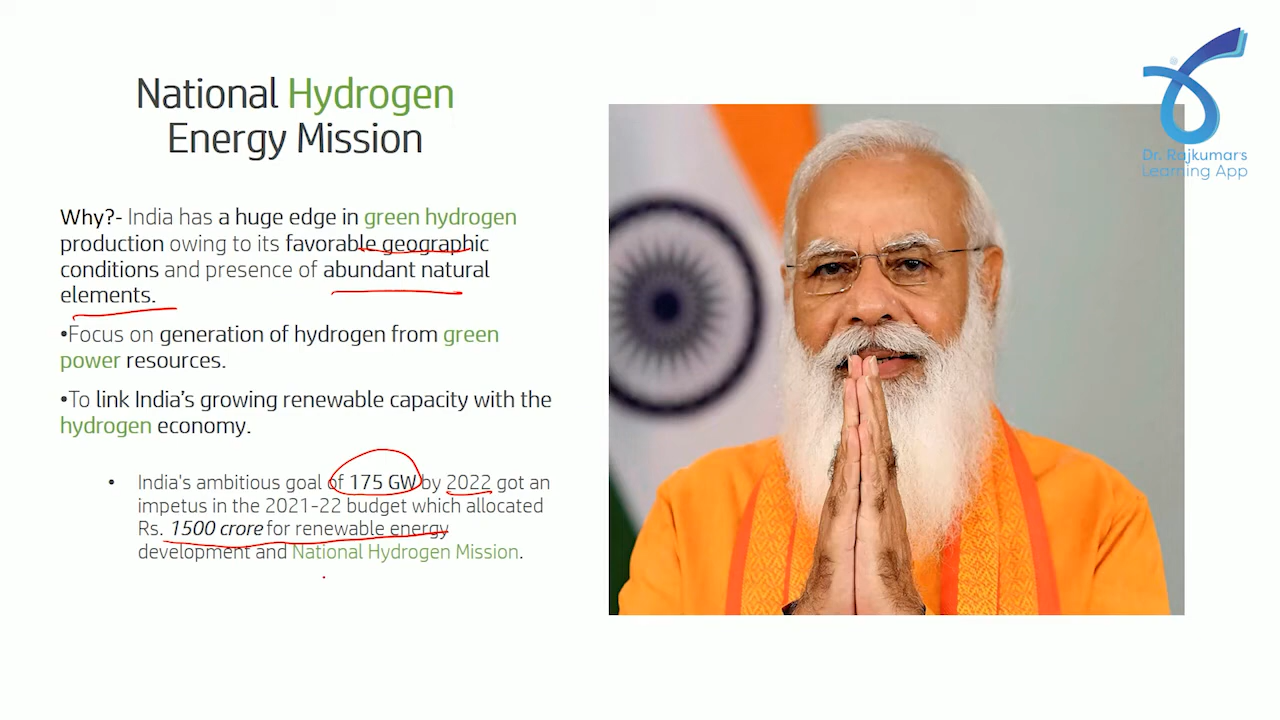 National Hydrogen
Energy Mission
Why?- India has a huge edge in green hydrogen
production owing to its favorable geographic
conditions and presence of abundant natural
elements.
•Focus on generation of hydrogen from green
power resources.
•To link India's growing renewable capacity with the
hydrogen economy.
• India's ambitious goal of 175 GW by 2022 got an
impetus in the 2021-22 budget which allocated
Rs. 1500 crore for renewable energy
development and National Hydrogen Mission.
Dr. Rajkumar's
Learning App